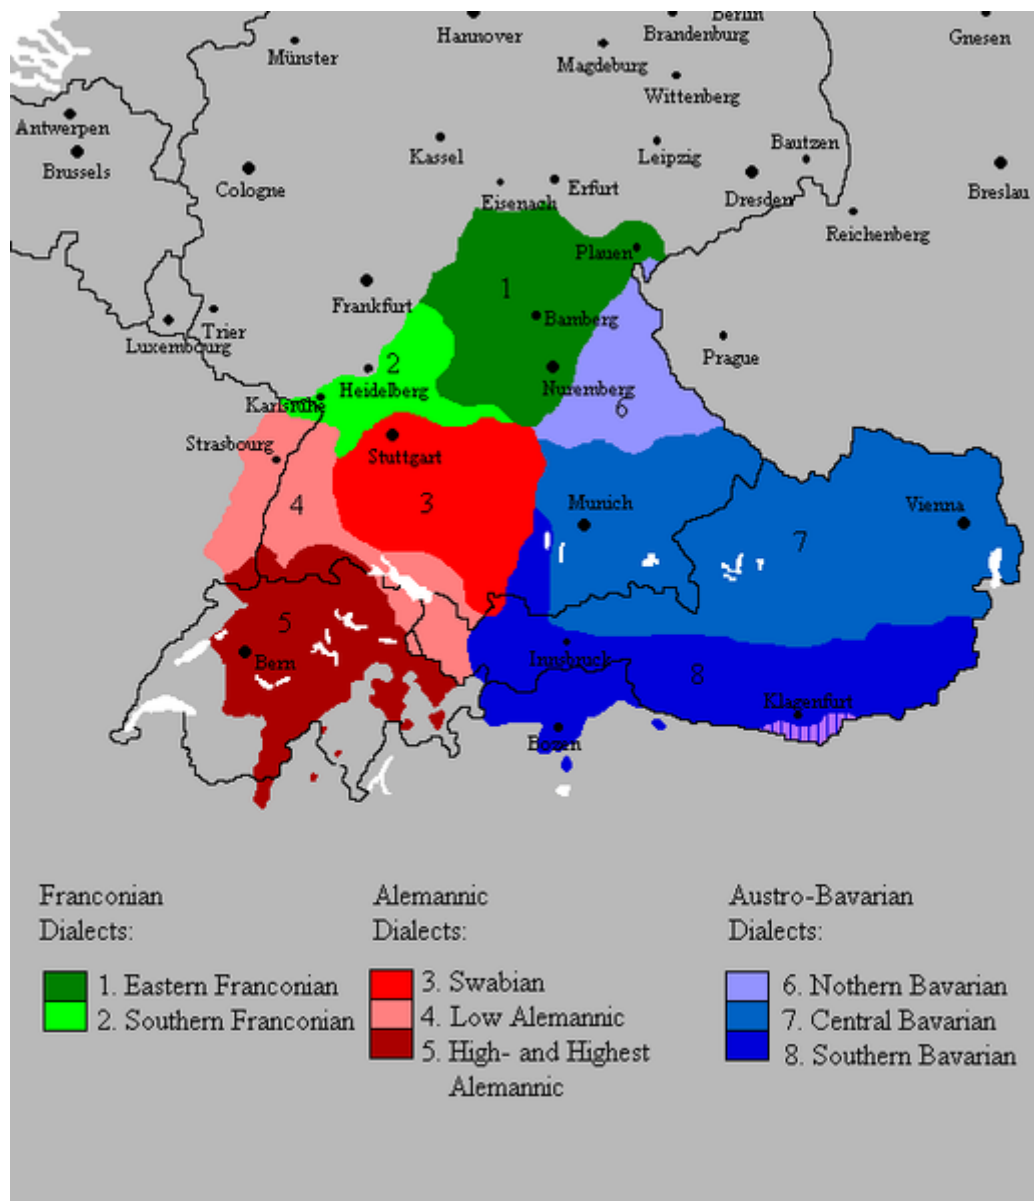 Berlin
Hannover
Brandenburg
Gnesen
Münster
Magdeburg
Wittenberg
Antwerpen
Brussels
Kassel
Leipzig
Bautzen
Cologne
Erfurt
Eisenach
Dresden
Breslau
Reichenberg
Plauen
1
Frankfurt
Bamberg
Trier
Luxembourg
Prague
2
Heidelberg
Nuremberg
Karlsruhe
6
Strasbourg
Stuttgart
4
3
Munich
Vienna
7
5
Bern
Innsbruck
8
Klagenfurt
Bozen
Franconian
Dialects:
1. Eastern Franconian
2. Southern Franconian
Alemannic
Dialects:
3. Swabian
4. Low Alemannic
5. High- and Highest
Alemannic
Austro-Bavarian
Dialects:
6. Nothern Bavarian
7. Central Bavarian
8. Southern Bavarian